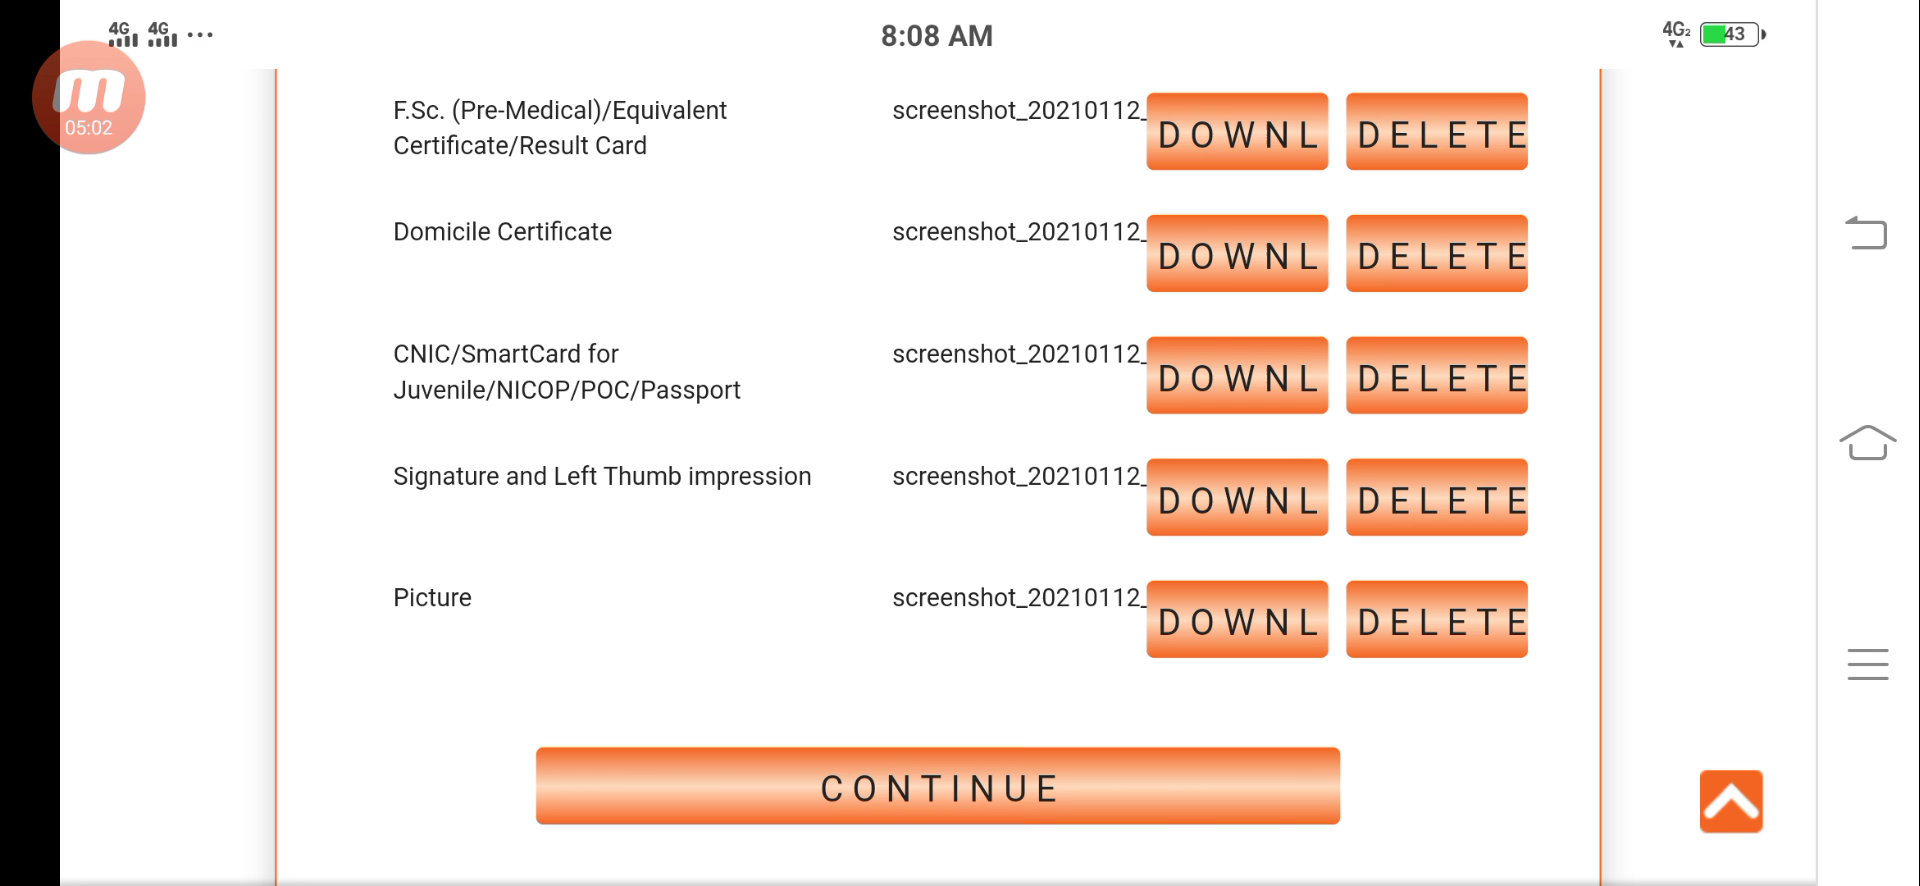 4G 4G ...
8:08 AM
4G2 43
m
05:02
F.Sc. (Pre-Medical)/Equivalent
Certificate/Result Card
screenshot_20210112_
DOWNL
DELETE
Domicile Certificate
screenshot_20210112_
DOWNL
DELETE
CNIC/SmartCard for
Juvenile/NICOP/POC/Passport
screenshot_20210112_
DOWNL
DELETE
Signature and Left Thumb impression
screenshot_20210112_
DOWNL
DELETE
Picture
screenshot_20210112_
DOWNL
DELETE
CONTINUE